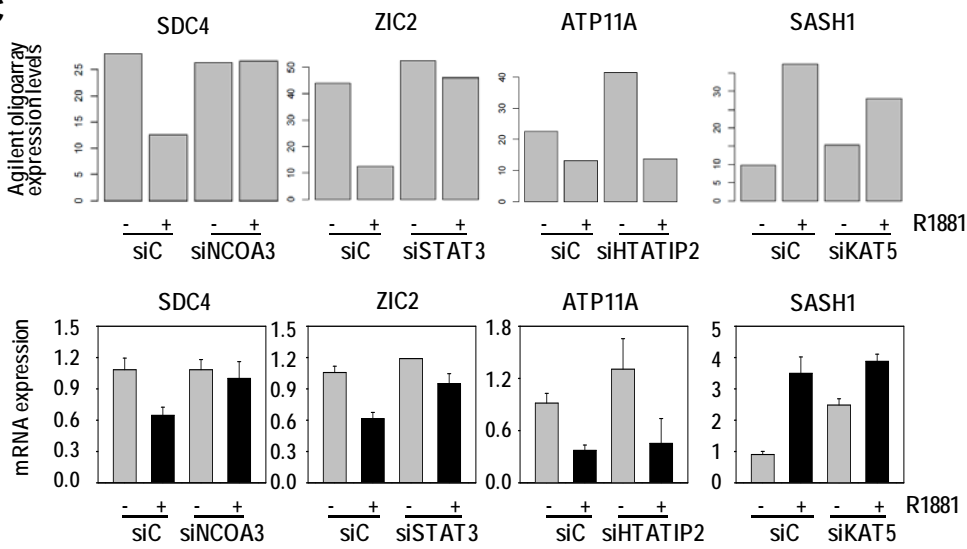 SDC4 ZIC2 ATP11A SASH1
Agilent oligoarray
expression levels
25 20 15 10 5 0
50 40 30 20 10 0
40 30 20 10 0
30 20 10 5 0
- + - + - + - + - + - + - + - + R1881
siC siNCOA3 siC siSTAT3 siC siHTATIP2 siC siKAT5
SDC4 ZIC2 ATP11A SASH1
mRNA expression
1.5 1.2 0.9 0.6 0.3 0.0
1.5 1.2 0.9 0.6 0.3 0.0
1.8 1.2 0.6 0.0
5 4 3 2 1 0
- + - + - + - + - + - + - + - + R1881
siC siNCOA3 siC siSTAT3 siC siHTATIP2 siC siKAT5